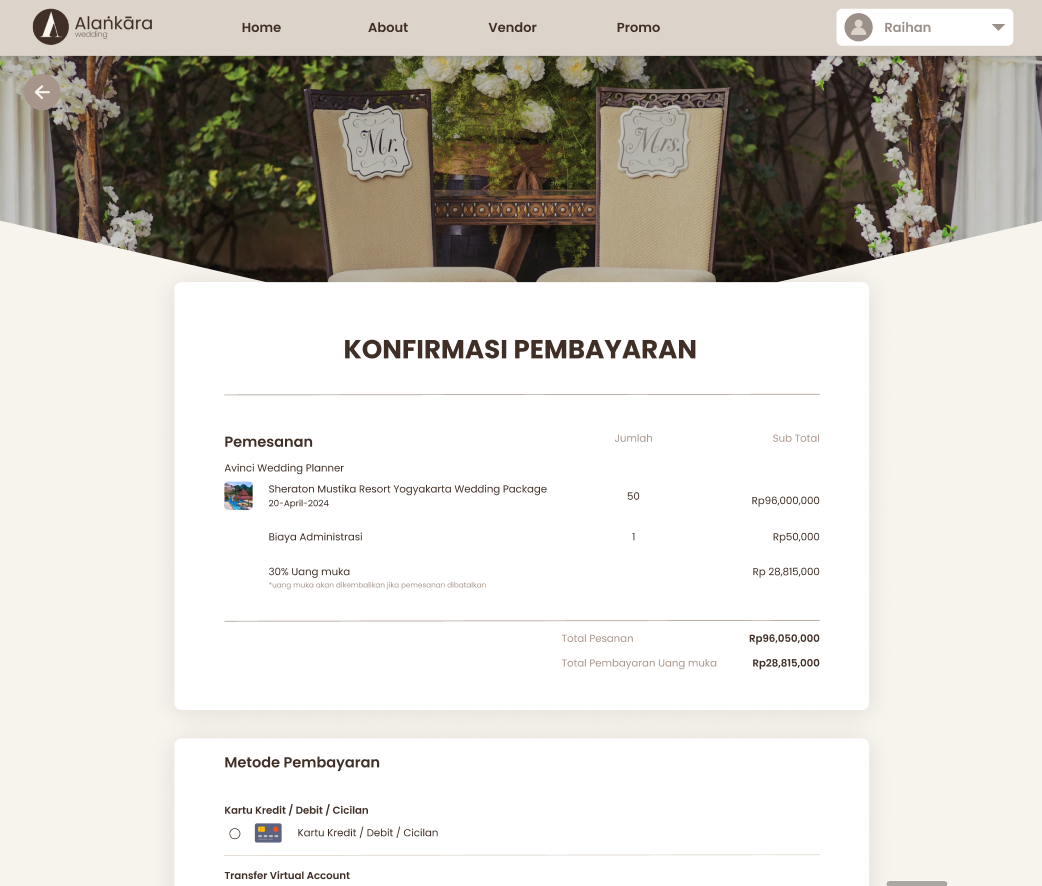 Alaṅkāra
wedding
Home
About
Vendor
Promo
Raihan
Mr.
Mrs.
KONFIRMASI PEMBAYARAN
Pemesanan
Jumlah
Sub Total
Avinci Wedding Planner
Sheraton Mustika Resort Yogyakarta Wedding Package
20-April-2024
50
Rp96,000,000
Biaya Administrasi
1
Rp50,000
30% Uang muka
Rp 28,815,000
*uang muka akan dikembalikan jika pemesanan dibatalkan
Total Pesanan
Rp96,050,000
Total Pembayaran Uang muka
Rp28,815,000
Metode Pembayaran
Kartu Kredit / Debit / Cicilan
Kartu Kredit / Debit / Cicilan
Transfer Virtual Account